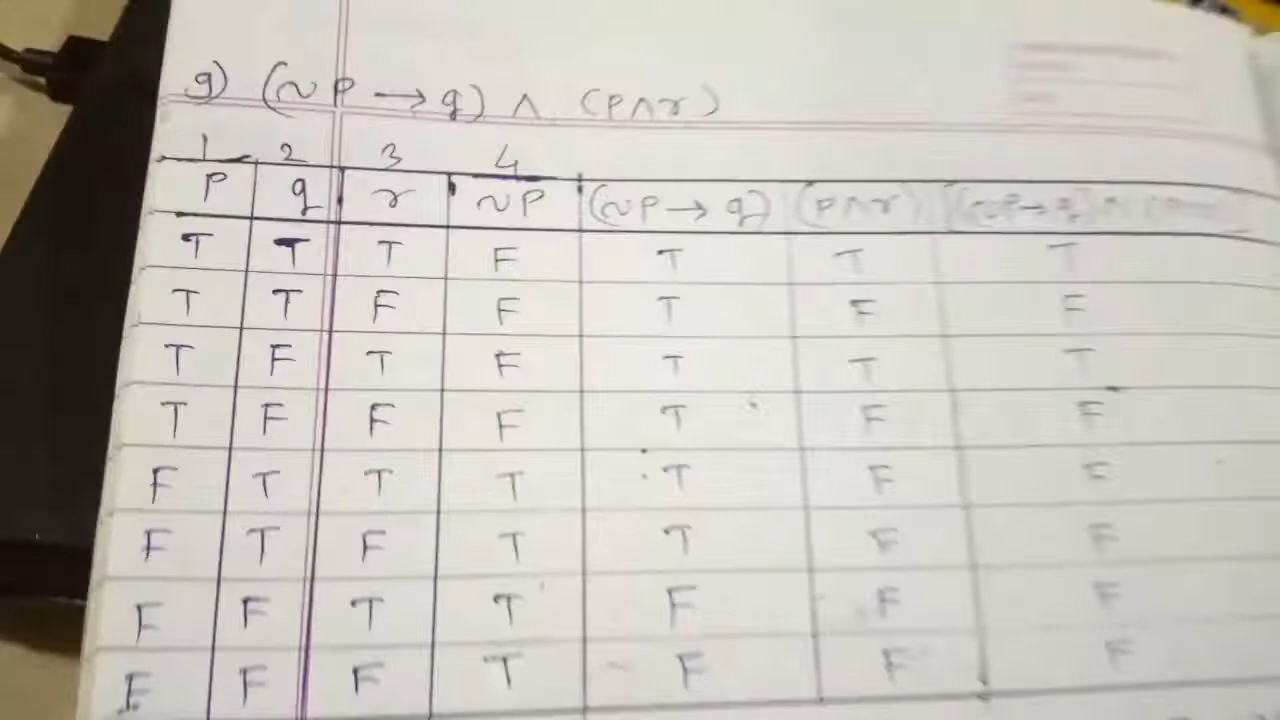 g) (~P → q) ∧ (P∧r)
1 2 3 4
P q r ~P (~P → q) (P∧r) (~P → q) ∧
T T T F T T T
T T F F T F F
T F T F T T T
T F F F T F F
F T T T T F F
F T F T T F F
F F T T F F F
F F F T F F F